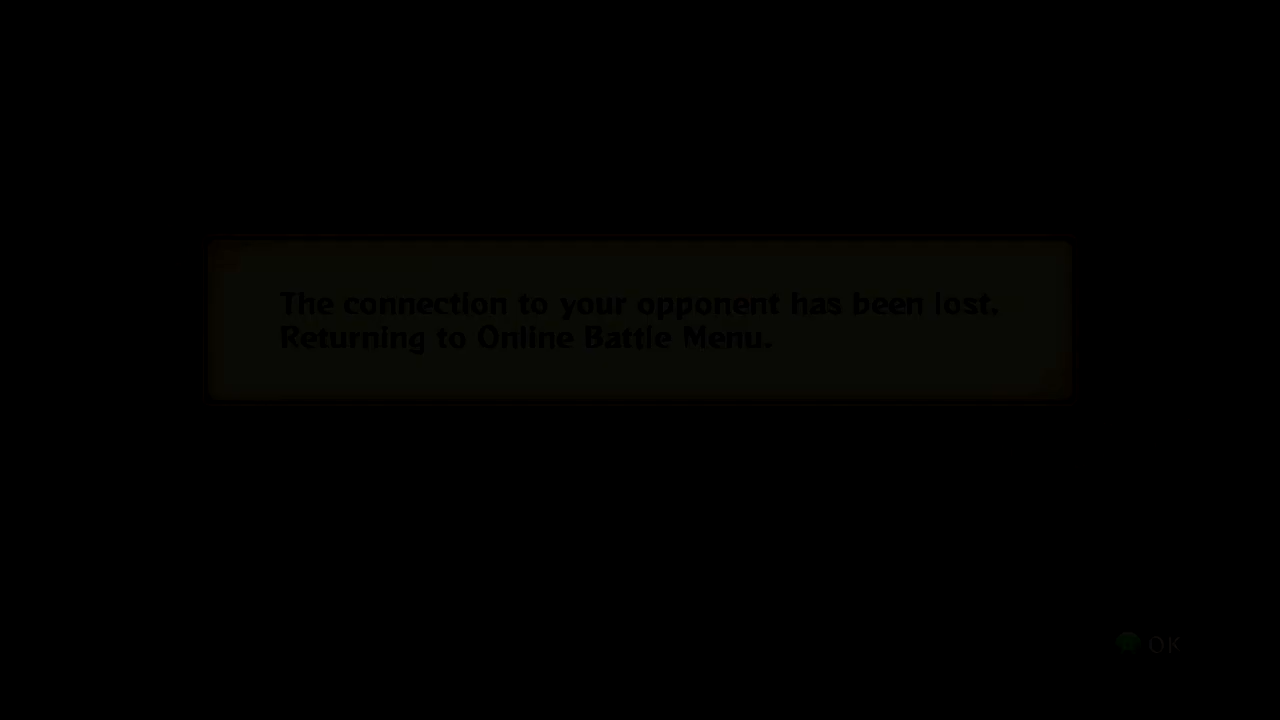 The connection to your opponent has been lost.
Returning to Online Battle Menu.
OK